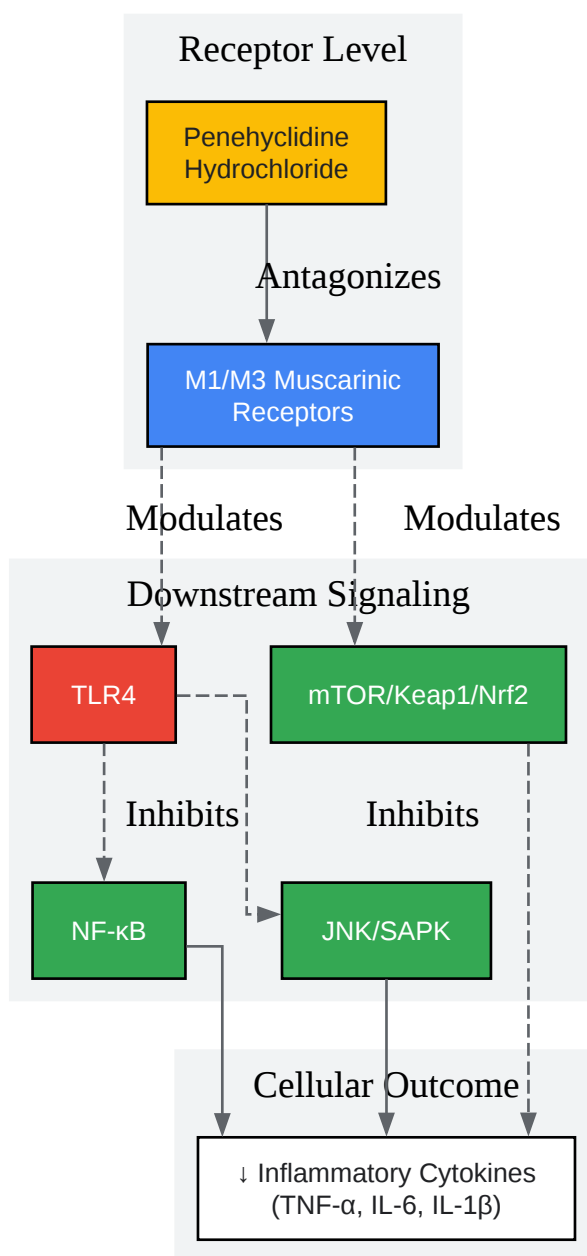 Receptor Level
Penehyclidine
Hydrochloride
Antagonizes
M1/M3 Muscarinic
Receptors
Modulates
Modulates
Downstream Signaling
TLR4
mTOR/Keap1/Nrf2
Inhibits
Inhibits
NF-κB
JNK/SAPK
Cellular Outcome
↓ Inflammatory Cytokines
(TNF-α, IL-6, IL-1β)